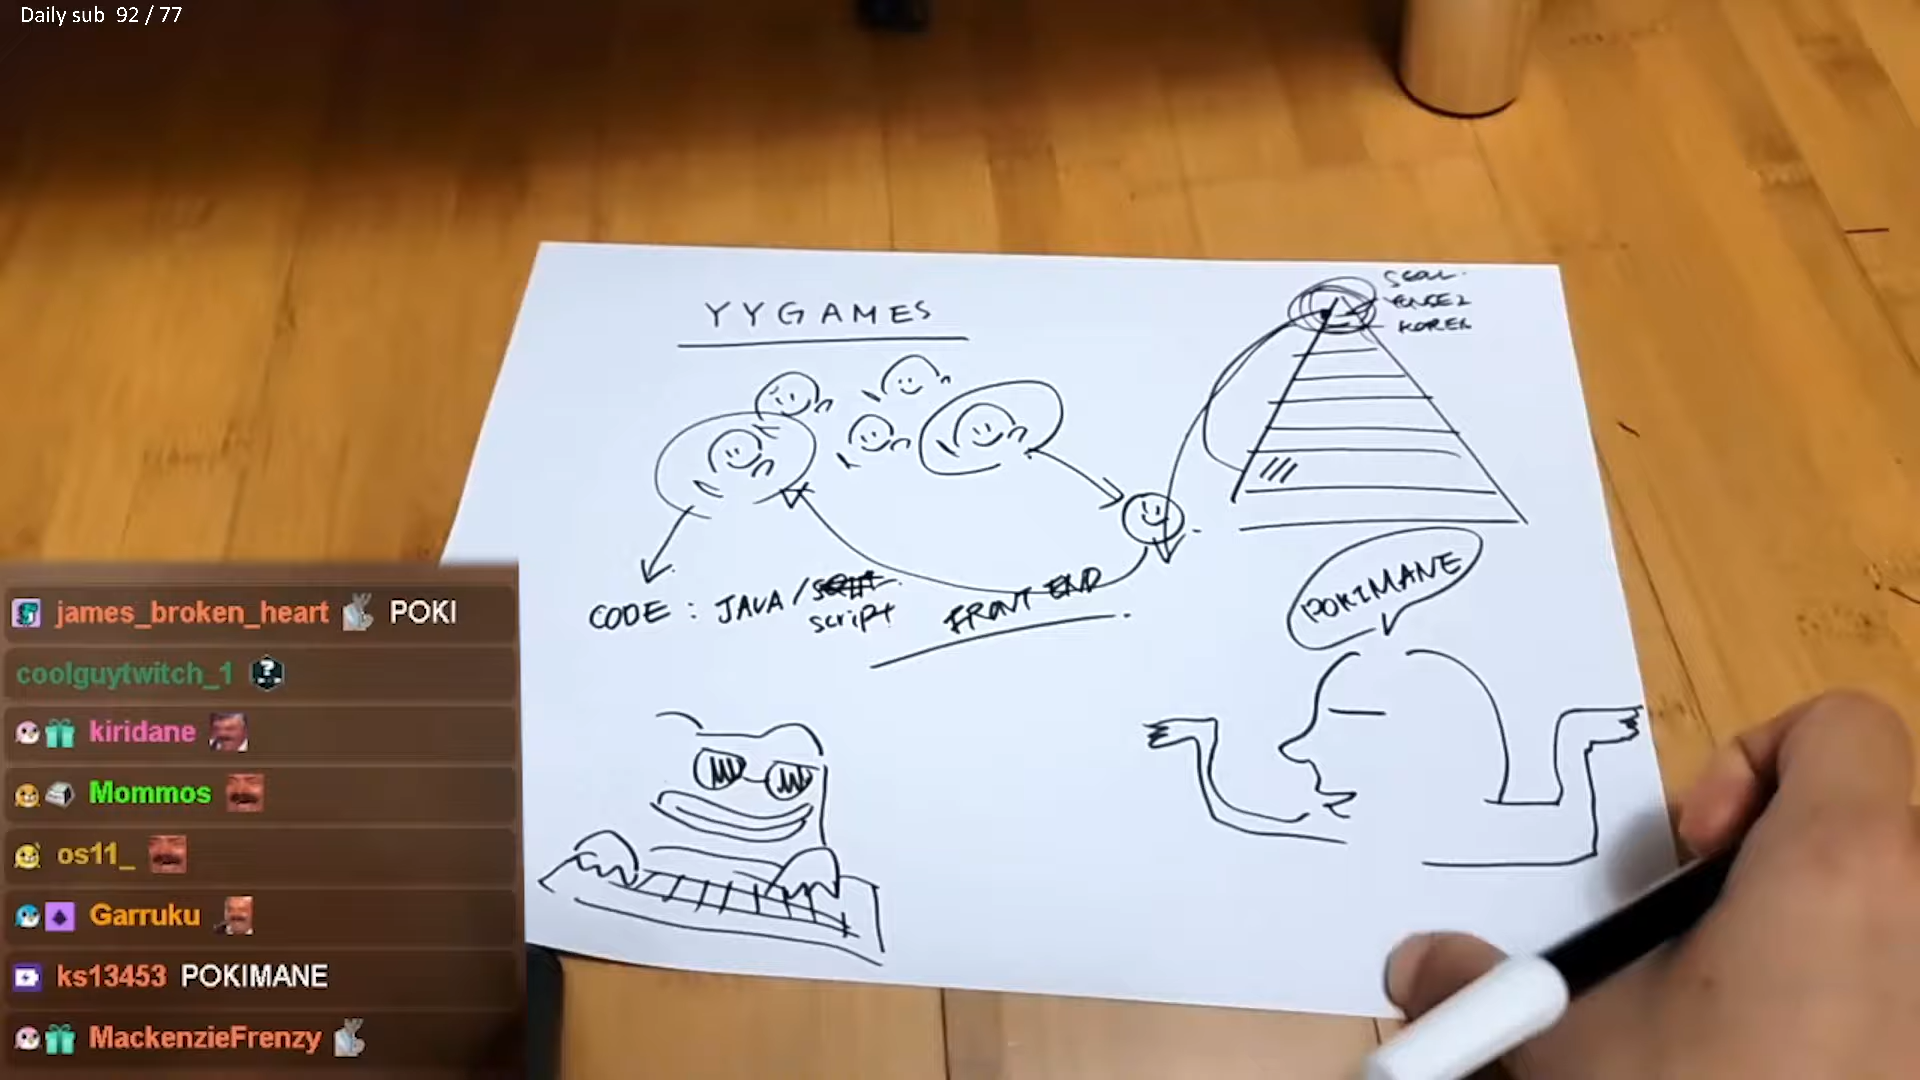 Daily sub 92 / 77
YYGAMES
SEOUL
YONSEI
KOREA
CODE : JAVA/
script
FRONT END
POKIMANE
james_broken_heart POKI
coolguytwitch_1
kiridane
Mommos
os11_
Garruku
ks13453 POKIMANE
MackenzieFrenzy